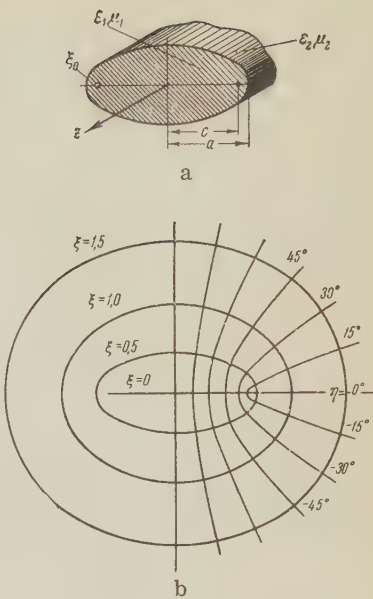 ε₁μ₁
ε₂μ₂
ξ₀
z
c
a
a
ξ=1,5
ξ=1,0
ξ=0,5
ξ=0
45°
30°
15°
η=0°
-15°
-30°
-45°
b